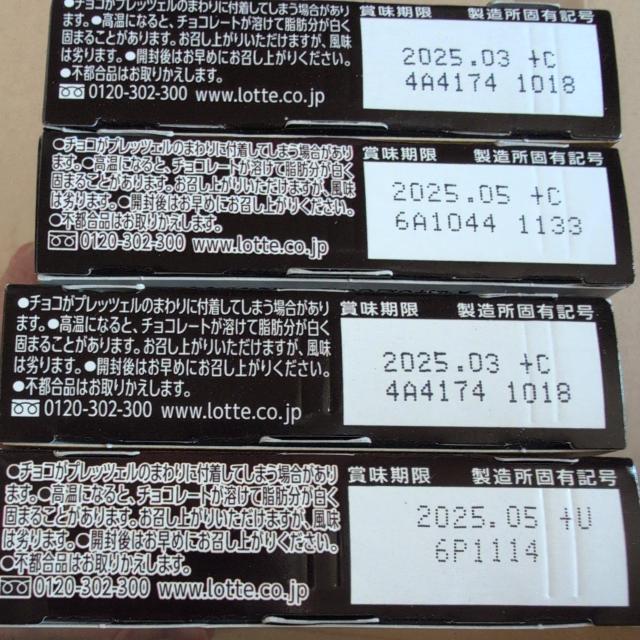 チョコがプレッツェルのまわりに付着してしまう場合があり
ます。●高温になると、チョコレートが溶けて脂肪分が白く
固まることがあります。お召し上がりいただけますが、風味
は劣ります。●開封後はお早めにお召し上がりください。
●不都合品はお取りかえします。
0120-302-300 www.lotte.co.jp
賞味期限 製造所固有記号
2025.03 +C
4A4174 1018
●チョコがプレッツェルのまわりに付着してしまう場合があり
ます。●高温になると、チョコレートが溶けて脂肪分が白く
固まることがあります。お召し上がりいただけますが、風味
は劣ります。●開封後はお早めにお召し上がりください。
●不都合品はお取りかえします。
0120-302-300 www.lotte.co.jp
賞味期限 製造所固有記号
2025.05 +C
6A1044 1133
●チョコがプレッツェルのまわりに付着してしまう場合があり
ます。●高温になると、チョコレートが溶けて脂肪分が白く
固まることがあります。お召し上がりいただけますが、風味
は劣ります。●開封後はお早めにお召し上がりください。
●不都合品はお取りかえします。
0120-302-300 www.lotte.co.jp
賞味期限 製造所固有記号
2025.03 +C
4A4174 1018
●チョコがプレッツェルのまわりに付着してしまう場合があり
ます。●高温になると、チョコレートが溶けて脂肪分が白く
固まることがあります。お召し上がりいただけますが、風味
は劣ります。●開封後はお早めにお召し上がりください。
●不都合品はお取りかえします。
0120-302-300 www.lotte.co.jp
賞味期限 製造所固有記号
2025.05 +U
6P1114